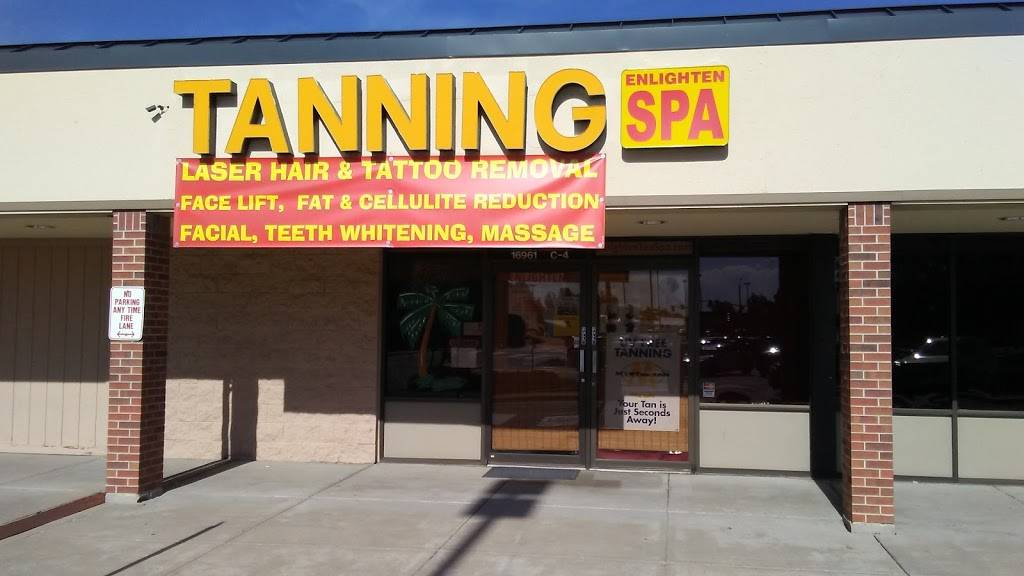 TANNING
ENLIGHTEN
SPA
LASER HAIR & TATTOO REMOVAL
FACE LIFT, FAT & CELLULITE REDUCTION
FACIAL, TEETH WHITENING, MASSAGE
16961 C-4
NO
PARKING
ANY TIME
FIRE
LANE
ENLIGHTEN
TANNING
Your Tan is
Just Seconds
Away!